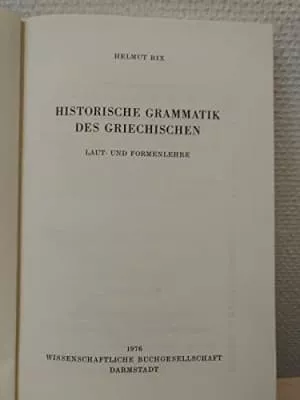 HELMUT RIX
HISTORISCHE GRAMMATIK
DES GRIECHISCHEN
LAUT- UND FORMENLEHRE
1976
WISSENSCHAFTLICHE BUCHGESELLSCHAFT
DARMSTADT